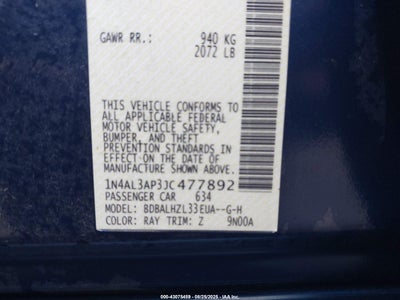 GAWR RR.: 940 KG
2072 LB
THIS VEHICLE CONFORMS TO
ALL APPLICABLE FEDERAL
MOTOR VEHICLE SAFETY,
BUMPER, AND THEFT
PREVENTION STANDARDS IN
EFFECT ON THE DATE OF
MANUFACTURE SHOWN ABOVE.
1N4AL3AP3JC477892
PASSENGER CAR 634
MODEL: BDBALHZL33EUA--G-H
COLOR: RAY TRIM: Z 9N00A
000-43075459 - 08/25/2025 - IAAI.COM